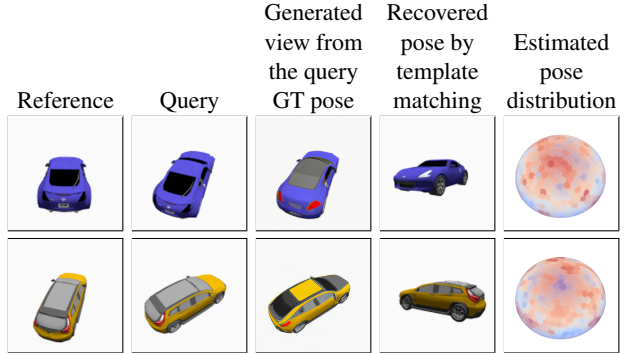 Reference
Query
Generated
view from
the query
GT pose
Recovered
pose by
template
matching
Estimated
pose
distribution